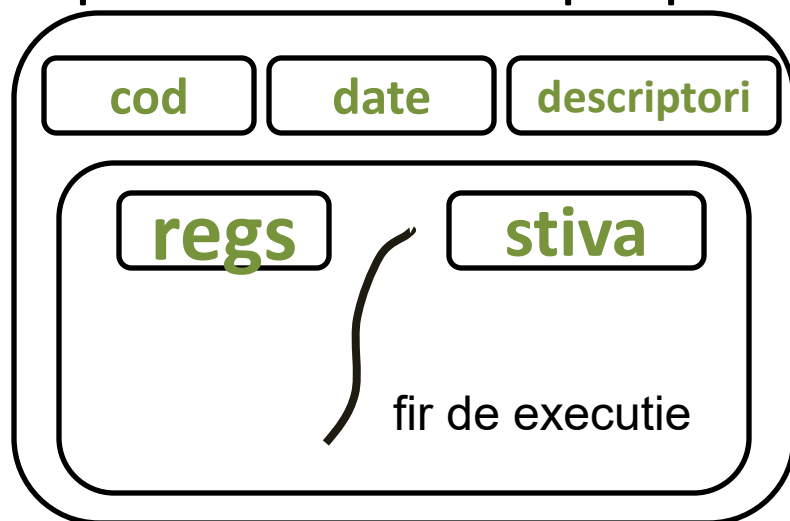 cod date descriptori
regs stiva
fir de executie